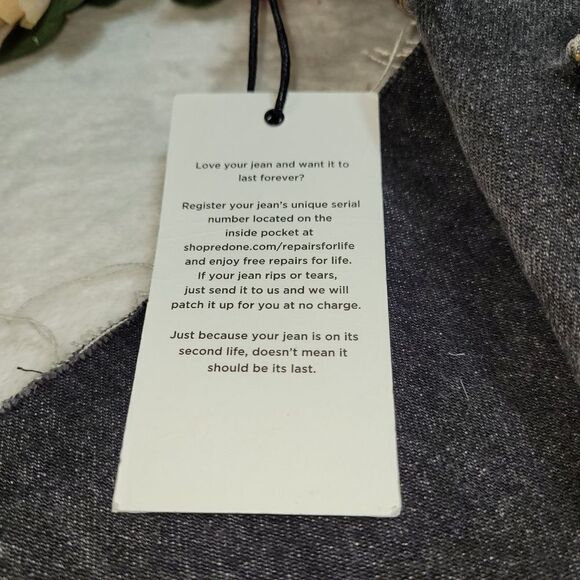 Love your jean and want it to
last forever?
Register your jean's unique serial
number located on the
inside pocket at
shopredone.com/repairsforlife
and enjoy free repairs for life.
If your jean rips or tears,
just send it to us and we will
patch it up for you at no charge.
Just because your jean is on its
second life, doesn't mean it
should be its last.